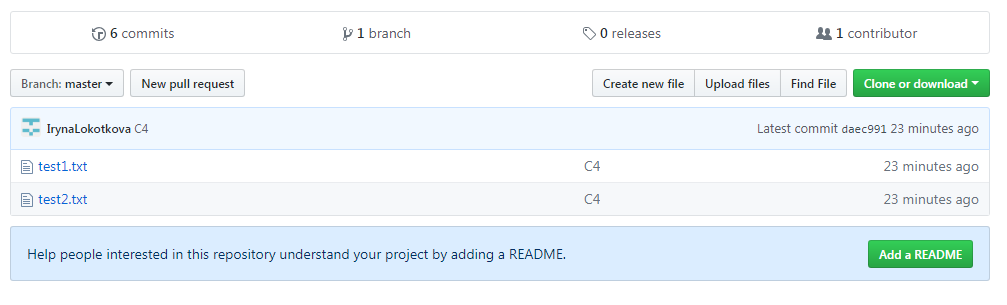 6 commits 1 branch 0 releases 1 contributor
Branch: master New pull request Create new file Upload files Find File Clone or download
IrynaLokotkova C4 Latest commit daec991 23 minutes ago
test1.txt C4 23 minutes ago
test2.txt C4 23 minutes ago
Help people interested in this repository understand your project by adding a README. Add a README